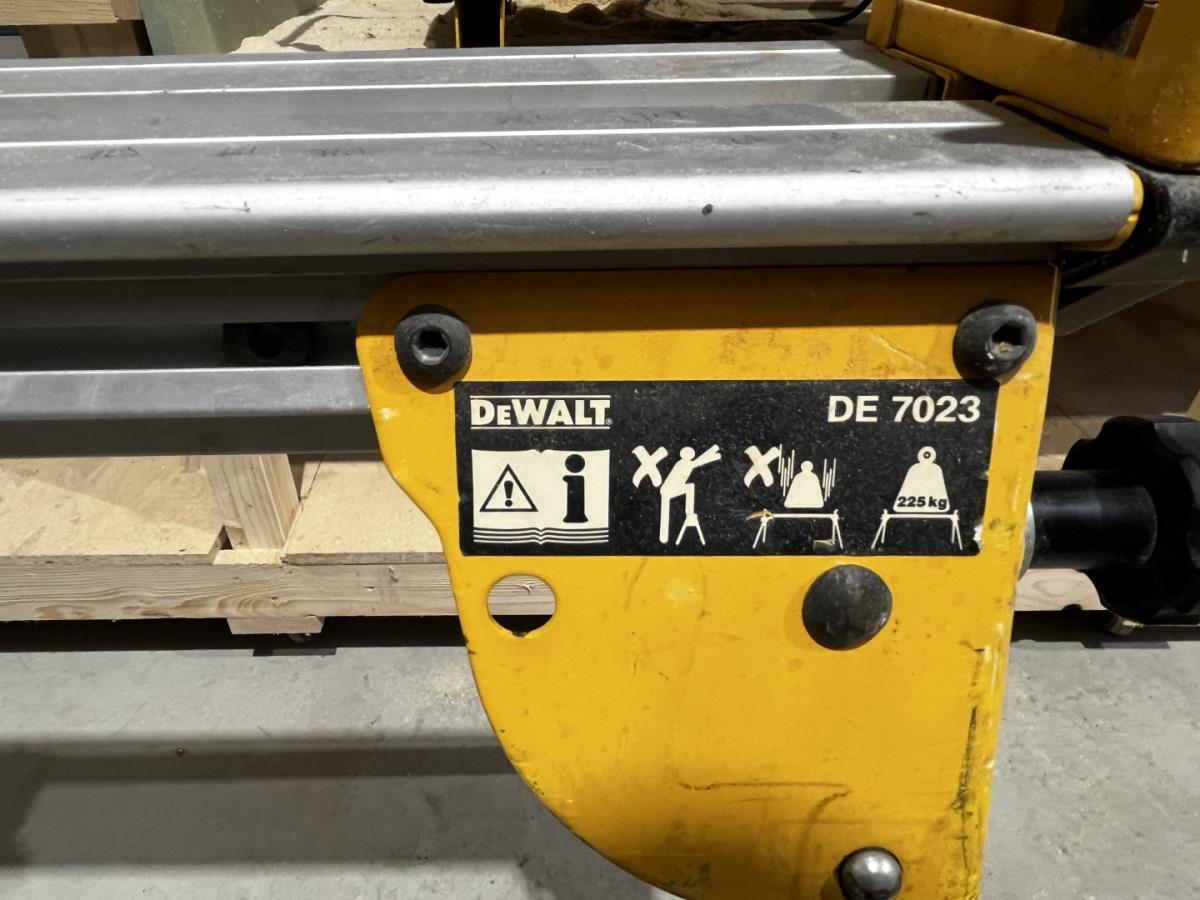 DEWALT®
DE 7023
i
225 kg